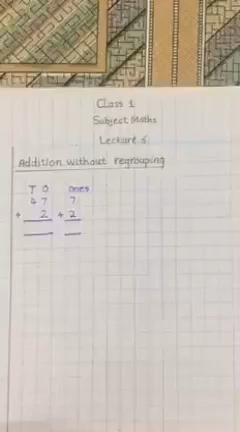 Class 1
Subject Maths
Lecture 5
Addition without regrouping
T O ones
4 7 7
+ 2 + 2